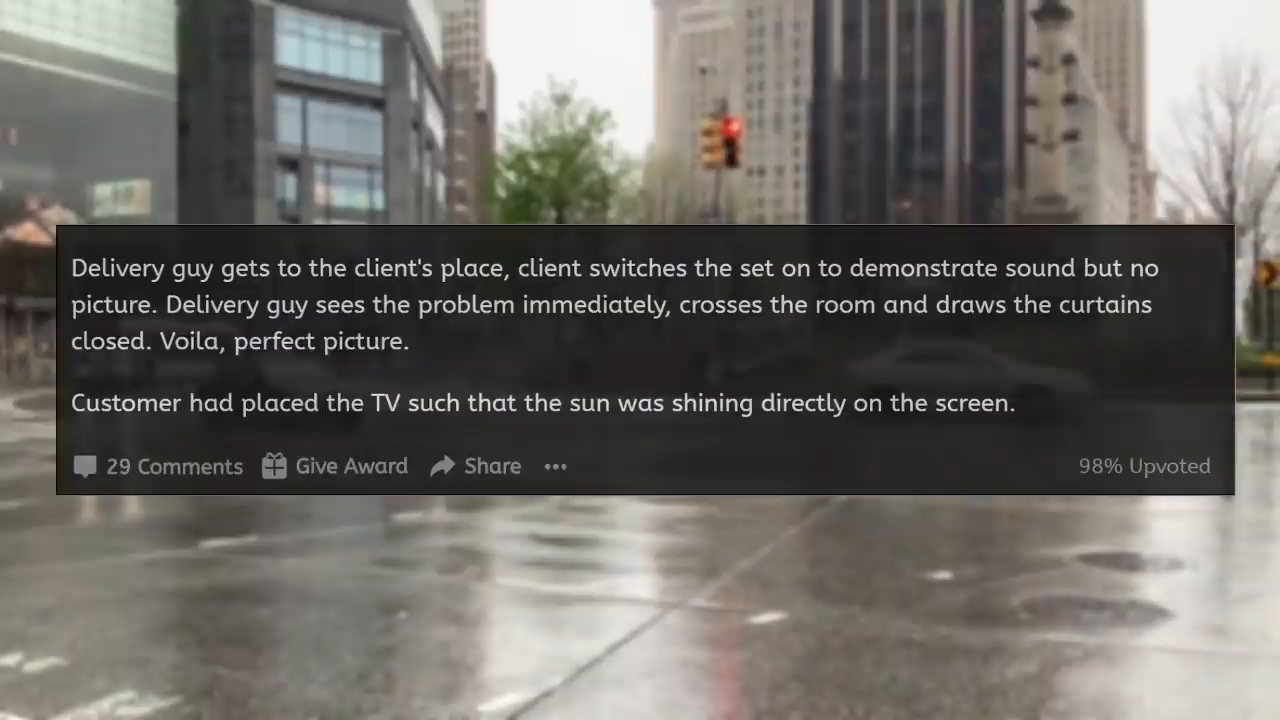 Delivery guy gets to the client's place, client switches the set on to demonstrate sound but no
picture. Delivery guy sees the problem immediately, crosses the room and draws the curtains
closed. Voila, perfect picture.
Customer had placed the TV such that the sun was shining directly on the screen.
29 Comments Give Award Share ••• 98% Upvoted